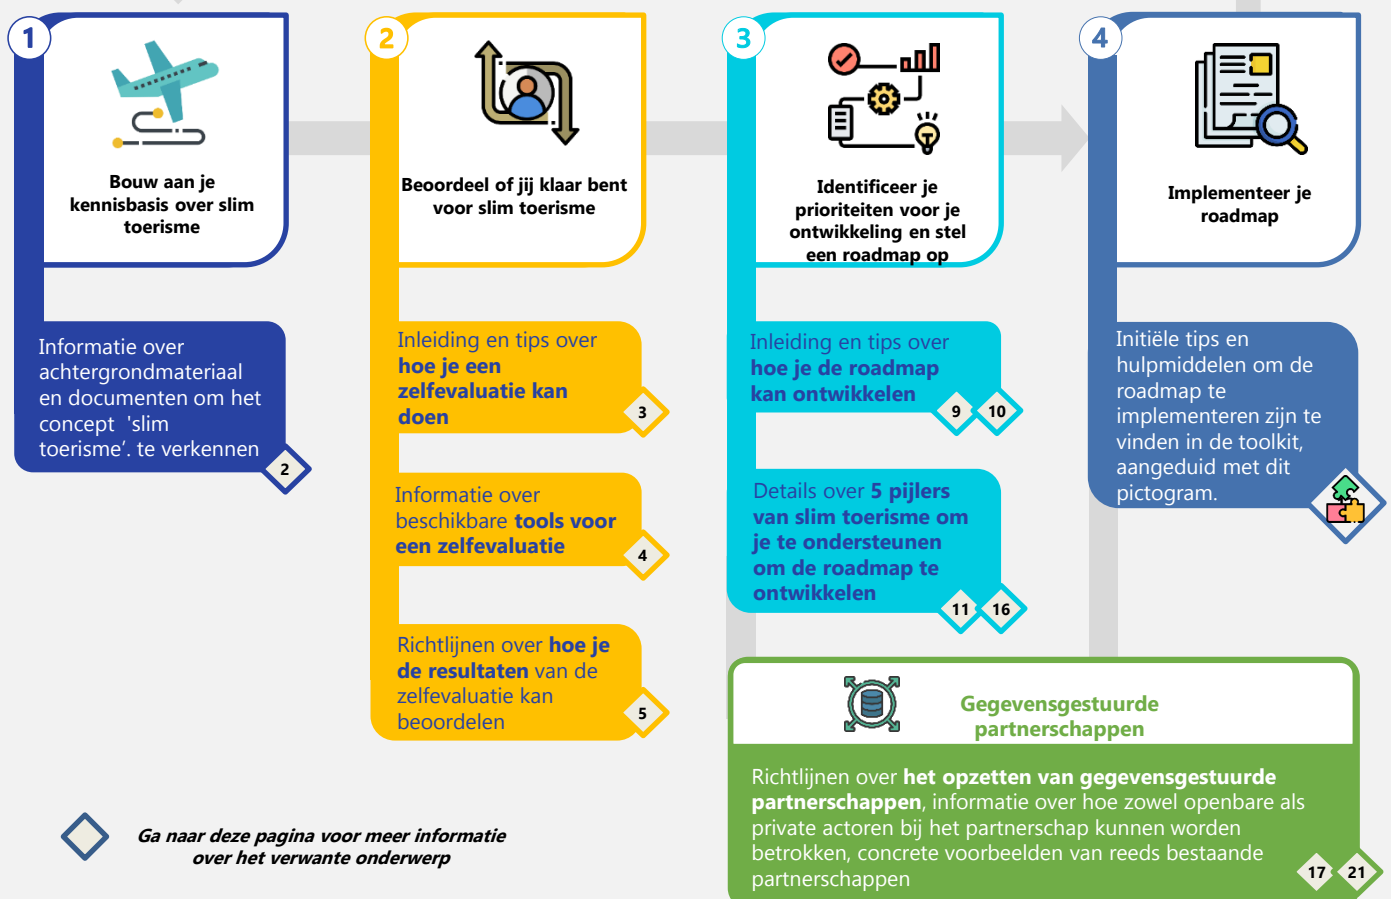 1
Bouw aan je
kennisbasis over slim
toerisme
Informatie over
achtergrondmateriaal
en documenten om het
concept 'slim
toerisme’. te verkennen
2
2
Beoordeel of jij klaar bent
voor slim toerisme
Inleiding en tips over
hoe je een
zelfevaluatie kan
doen
3
Informatie over
beschikbare tools voor
een zelfevaluatie
4
Richtlijnen over hoe je
de resultaten van de
zelfevaluatie kan
beoordelen
5
3
Identificeer je
prioriteiten voor je
ontwikkeling en stel
een roadmap op
Inleiding en tips over
hoe je de roadmap
kan ontwikkelen
9 10
Details over 5 pijlers
van slim toerisme om
je te ondersteunen
om de roadmap te
ontwikkelen
11 16
4
Implementeer je
roadmap
Initiële tips en
hulpmiddelen om de
roadmap te
implementeren zijn te
vinden in de toolkit,
aangeduid met dit
pictogram.
Gegevensgestuurde
partnerschappen
Richtlijnen over het opzetten van gegevensgestuurde
partnerschappen, informatie over hoe zowel openbare als
private actoren bij het partnerschap kunnen worden
betrokken, concrete voorbeelden van reeds bestaande
partnerschappen
17 21
Ga naar deze pagina voor meer informatie
over het verwante onderwerp